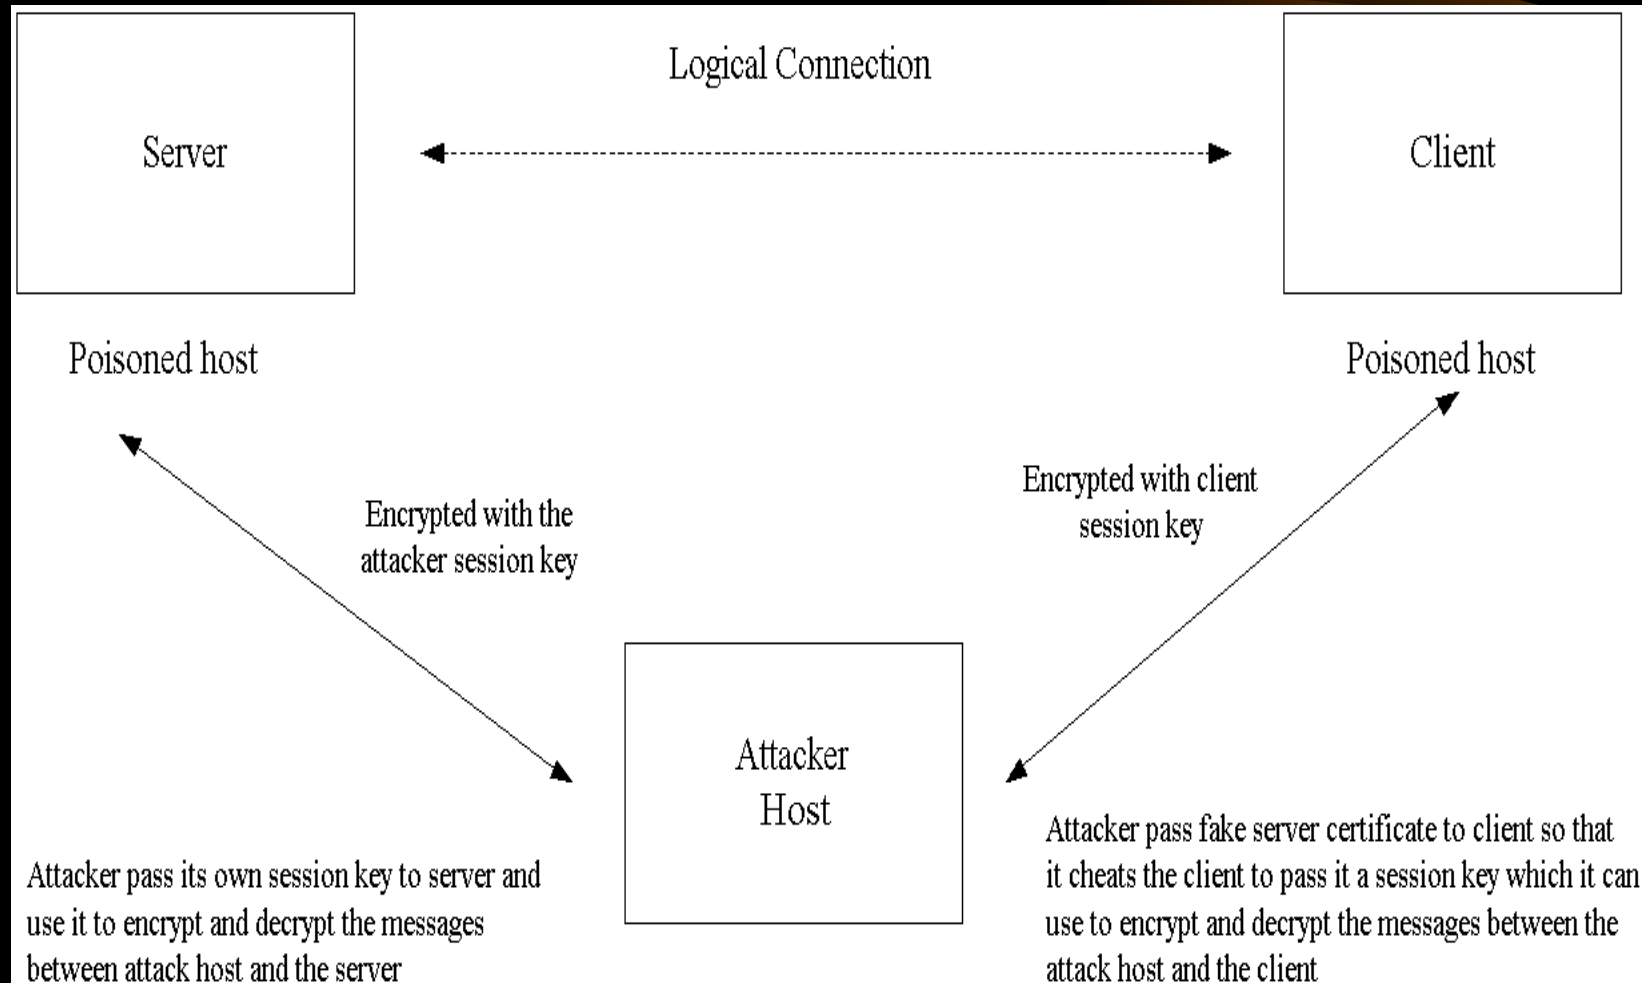 Logical Connection
Server
Client
Poisoned host
Poisoned host
Encrypted with client
session key
Encrypted with the
attacker session key
Attacker
Host
Attacker pass its own session key to server and
use it to encrypt and decrypt the messages
between attack host and the server
Attacker pass fake server certificate to client so that
it cheats the client to pass it a session key which it can
use to encrypt and decrypt the messages between the
attack host and the client